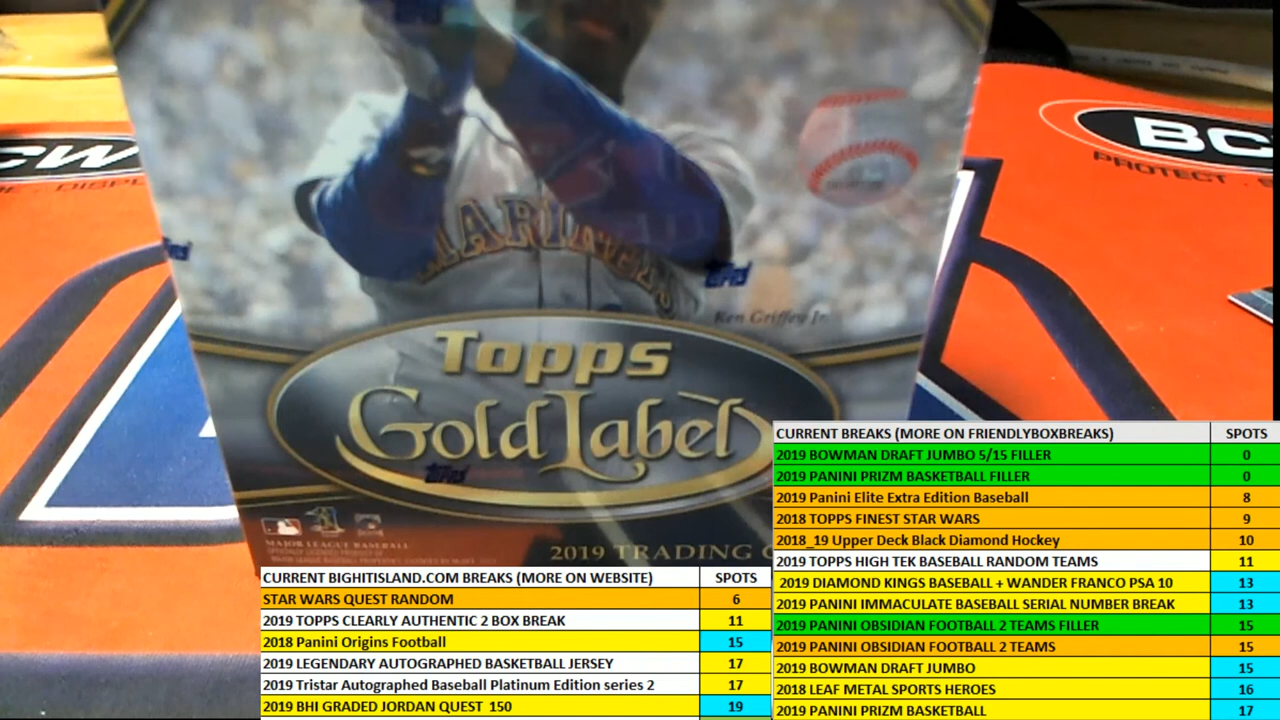 CW
BC
PROTECT
DISPL
MARINERS
Topps
Topps
Ken Griffey Jr.
Topps
Gold Label
Topps
MAJOR LEAGUE BASEBALL
2019 TRADING C
CURRENT BIGHITISLAND.COM BREAKS (MORE ON WEBSITE) SPOTS
STAR WARS QUEST RANDOM 6
2019 TOPPS CLEARLY AUTHENTIC 2 BOX BREAK 11
2018 Panini Origins Football 15
2019 LEGENDARY AUTOGRAPHED BASKETBALL JERSEY 17
2019 Tristar Autographed Baseball Platinum Edition series 2 17
2019 BHI GRADED JORDAN QUEST 150 19
CURRENT BREAKS (MORE ON FRIENDLYBOXBREAKS) SPOTS
2019 BOWMAN DRAFT JUMBO 5/15 FILLER 0
2019 PANINI PRIZM BASKETBALL FILLER 0
2019 Panini Elite Extra Edition Baseball 8
2018 TOPPS FINEST STAR WARS 9
2018_19 Upper Deck Black Diamond Hockey 10
2019 TOPPS HIGH TEK BASEBALL RANDOM TEAMS 11
2019 DIAMOND KINGS BASEBALL + WANDER FRANCO PSA 10 13
2019 PANINI IMMACULATE BASEBALL SERIAL NUMBER BREAK 13
2019 PANINI OBSIDIAN FOOTBALL 2 TEAMS FILLER 15
2019 PANINI OBSIDIAN FOOTBALL 2 TEAMS 15
2019 BOWMAN DRAFT JUMBO 15
2018 LEAF METAL SPORTS HEROES 16
2019 PANINI PRIZM BASKETBALL 17